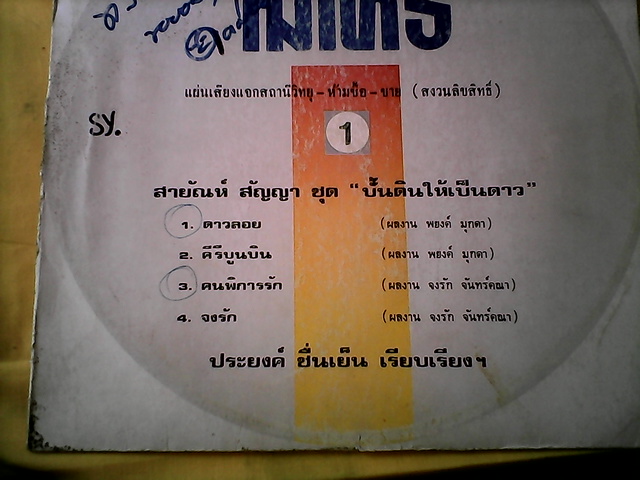 แผ่นเสียงแจกสถานีวิทยุ - ห้ามซื้อ - ขาย (สงวนลิขสิทธิ์)
1
SY.
สายัณห์ สัญญา ชุด "ปั้นดินให้เป็นดาว"
1. ดาวลอย (ผลงาน พยงค์ มุกดา)
2. คีรีบูนบิน (ผลงาน พยงค์ มุกดา)
3. คนพิการรัก (ผลงาน จงรัก จันทร์คณา)
4. จงรัก (ผลงาน จงรัก จันทร์คณา)
ประยงค์ ชื่นเย็น เรียบเรียงฯ